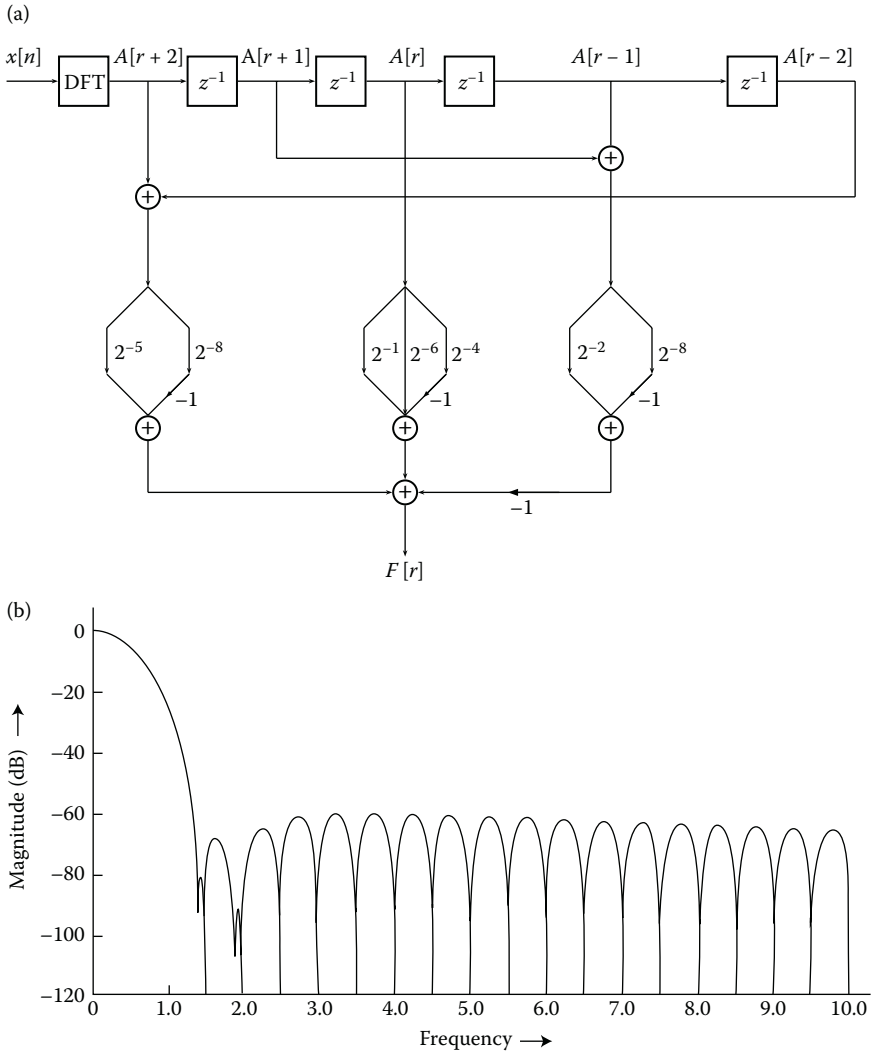 (a)
x[n] A[r + 2] A[r + 1] A[r] A[r − 1] A[r − 2]
DFT z⁻¹ z⁻¹ z⁻¹ z⁻¹
+
+
2⁻⁵ 2⁻⁸ 2⁻¹ 2⁻⁶ 2⁻⁴ 2⁻² 2⁻⁸
−1 −1 −1
+ + +
+
−1
F [r]
(b)
0
−20
−40
−60
−80
−100
−120
Magnitude (dB)
0 1.0 2.0 3.0 4.0 5.0 6.0 7.0 8.0 9.0 10.0
Frequency